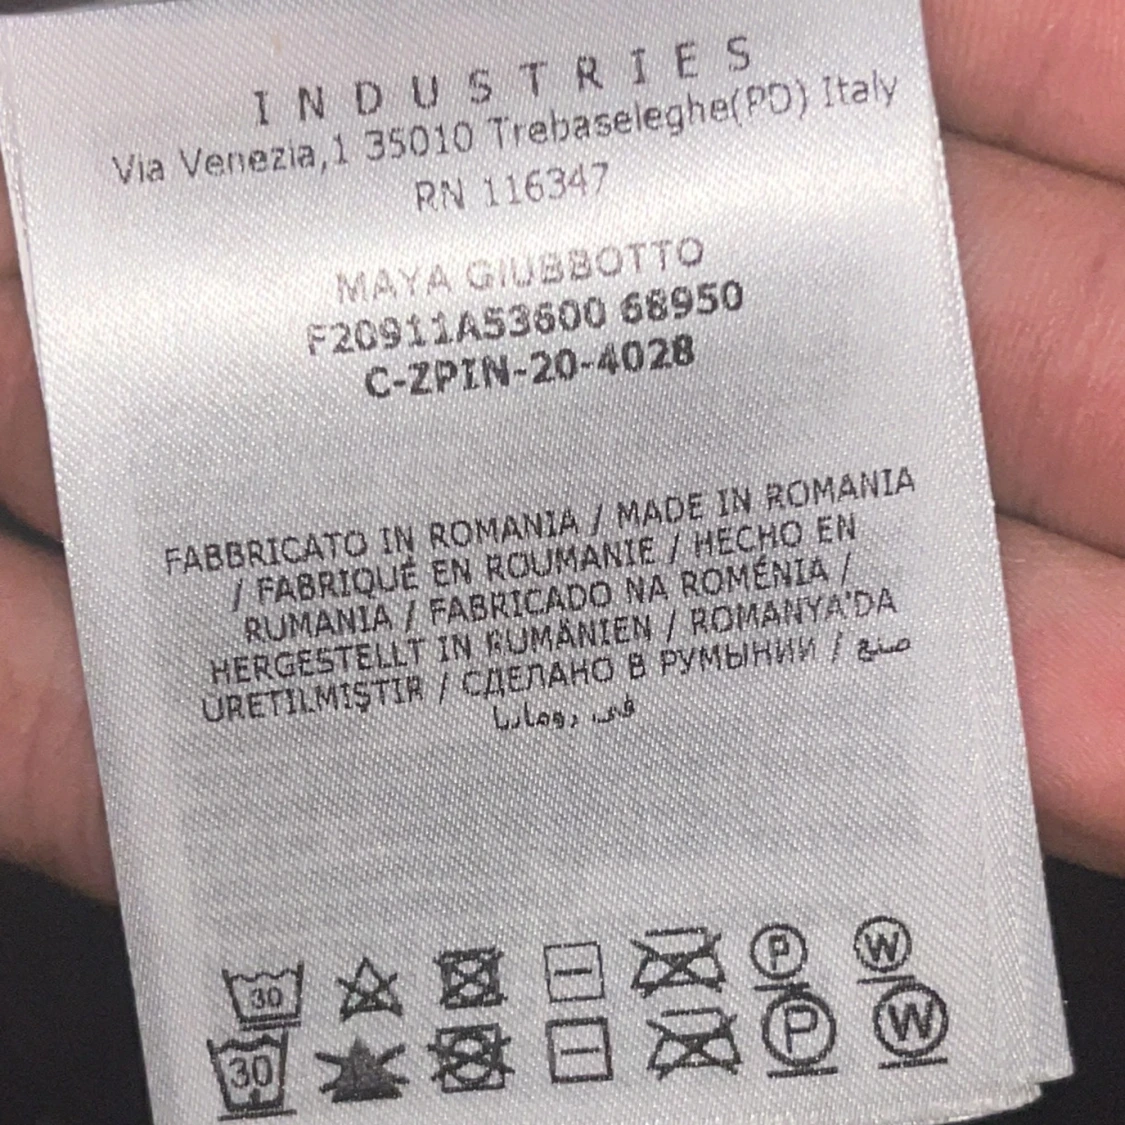 INDUSTRIES
Via Venezia,1 35010 Trebaseleghe(PD) Italy
RN 116347
MAYA GIUBBOTTO
F20911A53600 68950
C-ZPIN-20-4028
FABBRICATO IN ROMANIA / MADE IN ROMANIA
/ FABRIQUÉ EN ROUMANIE / HECHO EN
RUMANIA / FABRICADO NA ROMÉNIA /
HERGESTELLT IN RUMÄNIEN / ROMANYA'DA
ÜRETILMIŞTIR / СДЕЛАНО В РУМЫНИИ / صنع
في رومانيا
30 P W
30 P W